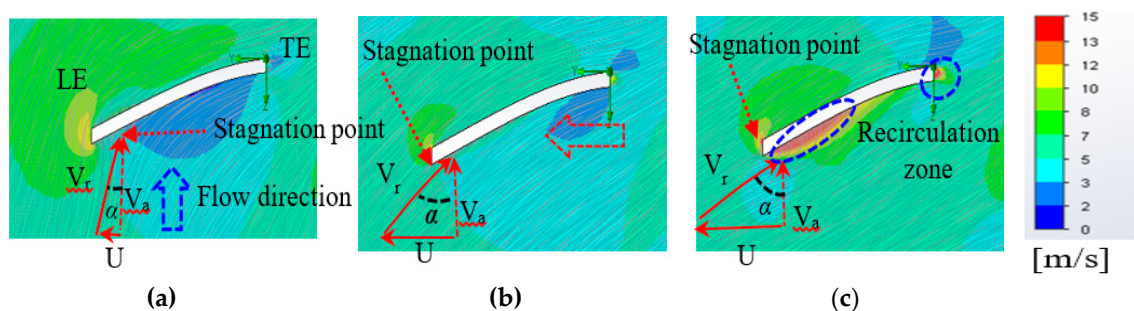 LE
TE
Y
Z
Stagnation point
Vr
Va
α
Flow direction
U
(a)
Stagnation point
Y
Z
Vr
α
Va
U
(b)
Stagnation point
Y
Z
Recirculation
zone
Vr
α
Va
U
(c)
15
13
12
10
8
7
5
3
2
0
[m/s]